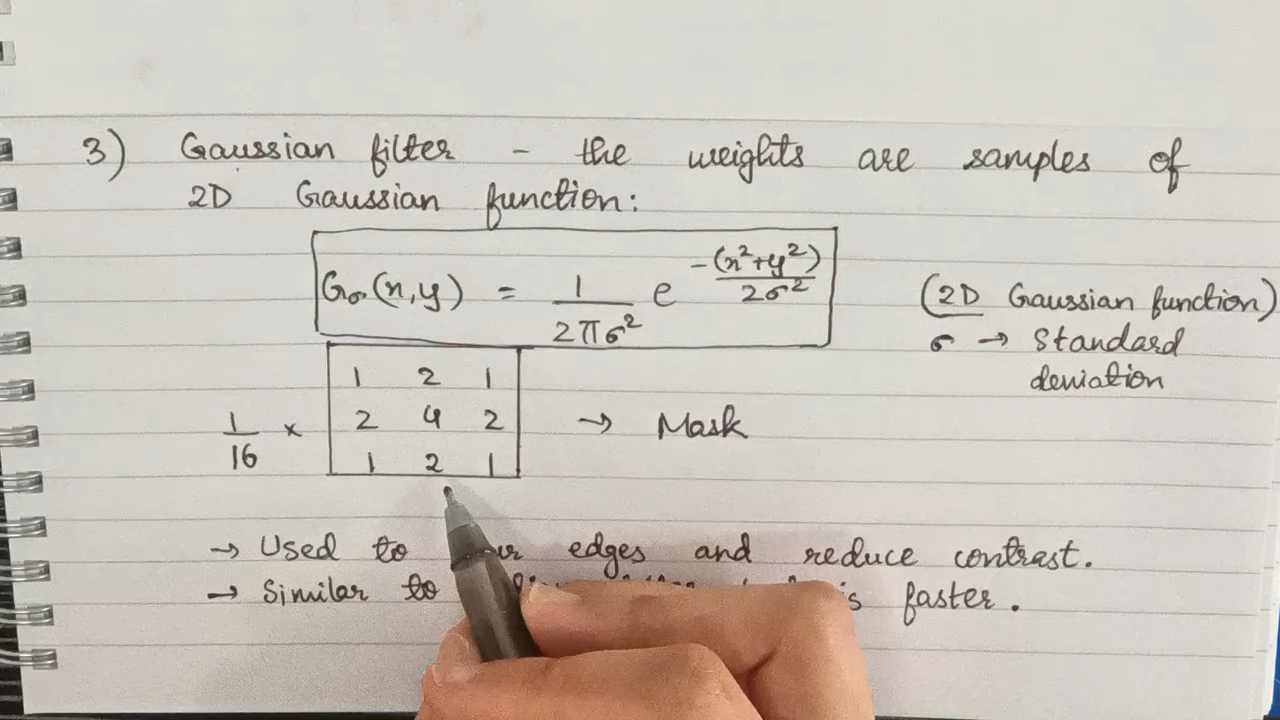 3) Gaussian filter - the weights are samples of
2D Gaussian function:
Gσ(x,y) = 1/(2πσ²) e^(-(x²+y²)/(2σ²))
(2D Gaussian function)
σ → Standard
deviation
1/16 ×
1 2 1
2 4 2
1 2 1
→ Mask
→ Used to edges and reduce contrast.
→ Similar to is faster.